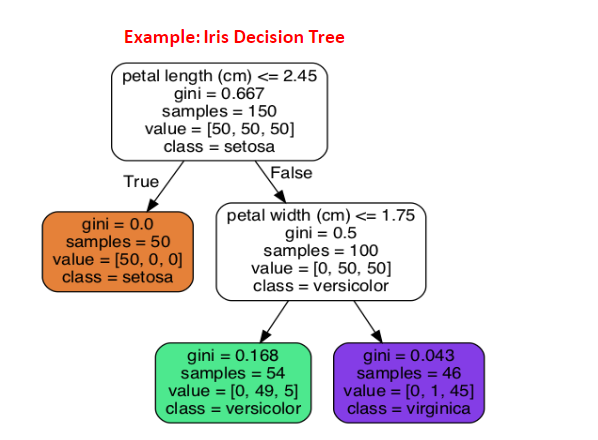 Example: Iris Decision Tree
petal length (cm) <= 2.45
gini = 0.667
samples = 150
value = [50, 50, 50]
class = setosa
True
False
gini = 0.0
samples = 50
value = [50, 0, 0]
class = setosa
petal width (cm) <= 1.75
gini = 0.5
samples = 100
value = [0, 50, 50]
class = versicolor
gini = 0.168
samples = 54
value = [0, 49, 5]
class = versicolor
gini = 0.043
samples = 46
value = [0, 1, 45]
class = virginica